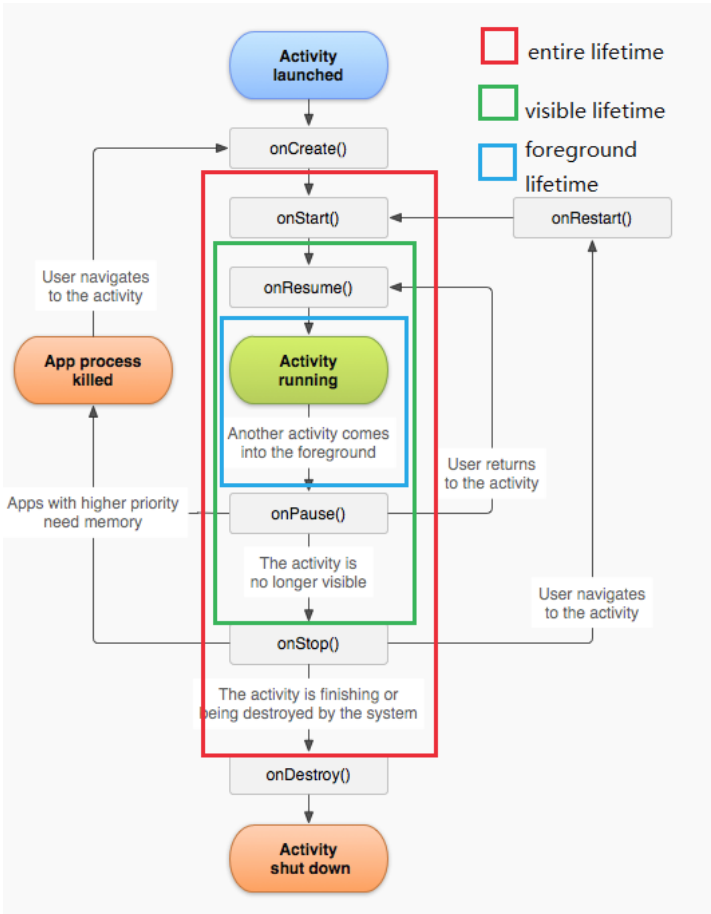 Activity
launched
entire lifetime
visible lifetime
foreground
lifetime
onCreate()
onStart()
onRestart()
onResume()
User navigates
to the activity
App process
killed
Activity
running
Another activity comes
into the foreground
User returns
to the activity
Apps with higher priority
need memory
onPause()
The activity is
no longer visible
User navigates
to the activity
onStop()
The activity is finishing or
being destroyed by the system
onDestroy()
Activity
shut down